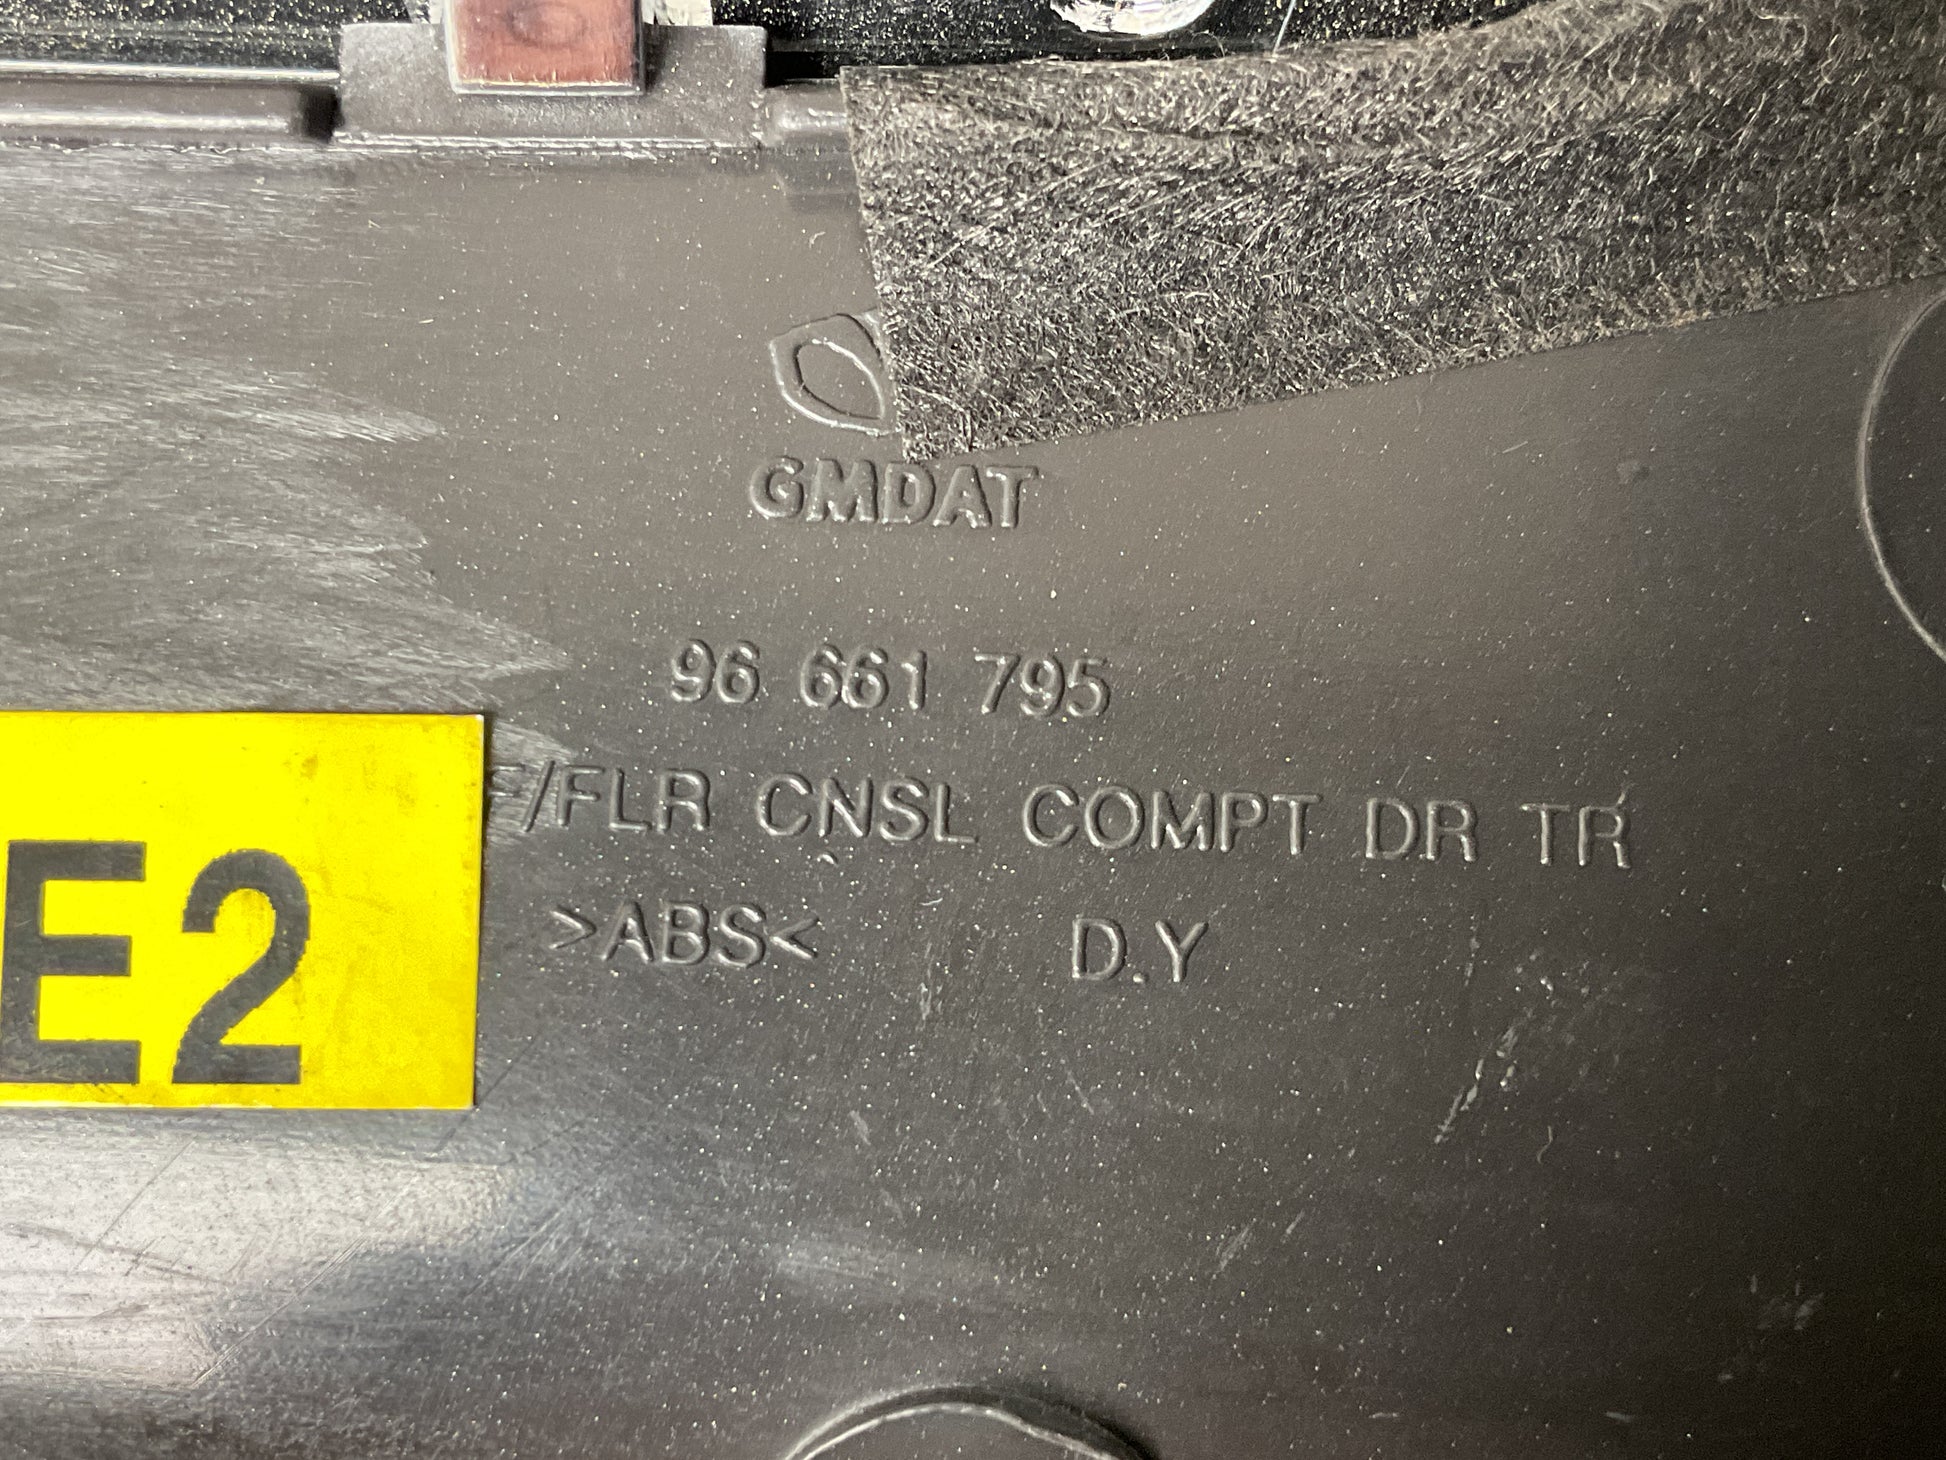 GMDAT
96 661 795
F/FLR CNSL COMPT DR TR
>ABS< D.Y
E2